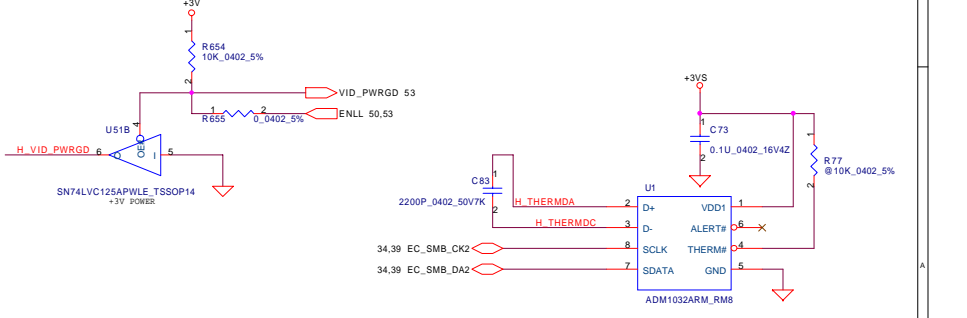 +3V
1
R654
10K_0402_5%
2
VID_PWRGD 53
1
2
ENLL 50,53
R655
0_0402_5%
U51B
4
OE#
H_VID_PWRGD
6
O
I
5
SN74LVC125APWLE_TSSOP14
+3V POWER
+3VS
1
C73
0.1U_0402_16V4Z
2
1
R77
@10K_0402_5%
2
C83
1
2200P_0402_50V7K
2
H_THERMDA
H_THERMDC
34,39 EC_SMB_CK2
34,39 EC_SMB_DA2
U1
2
D+
VDD1
1
3
D-
ALERT#
6
8
SCLK
THERM#
4
7
SDATA
GND
5
ADM1032ARM_RM8
A